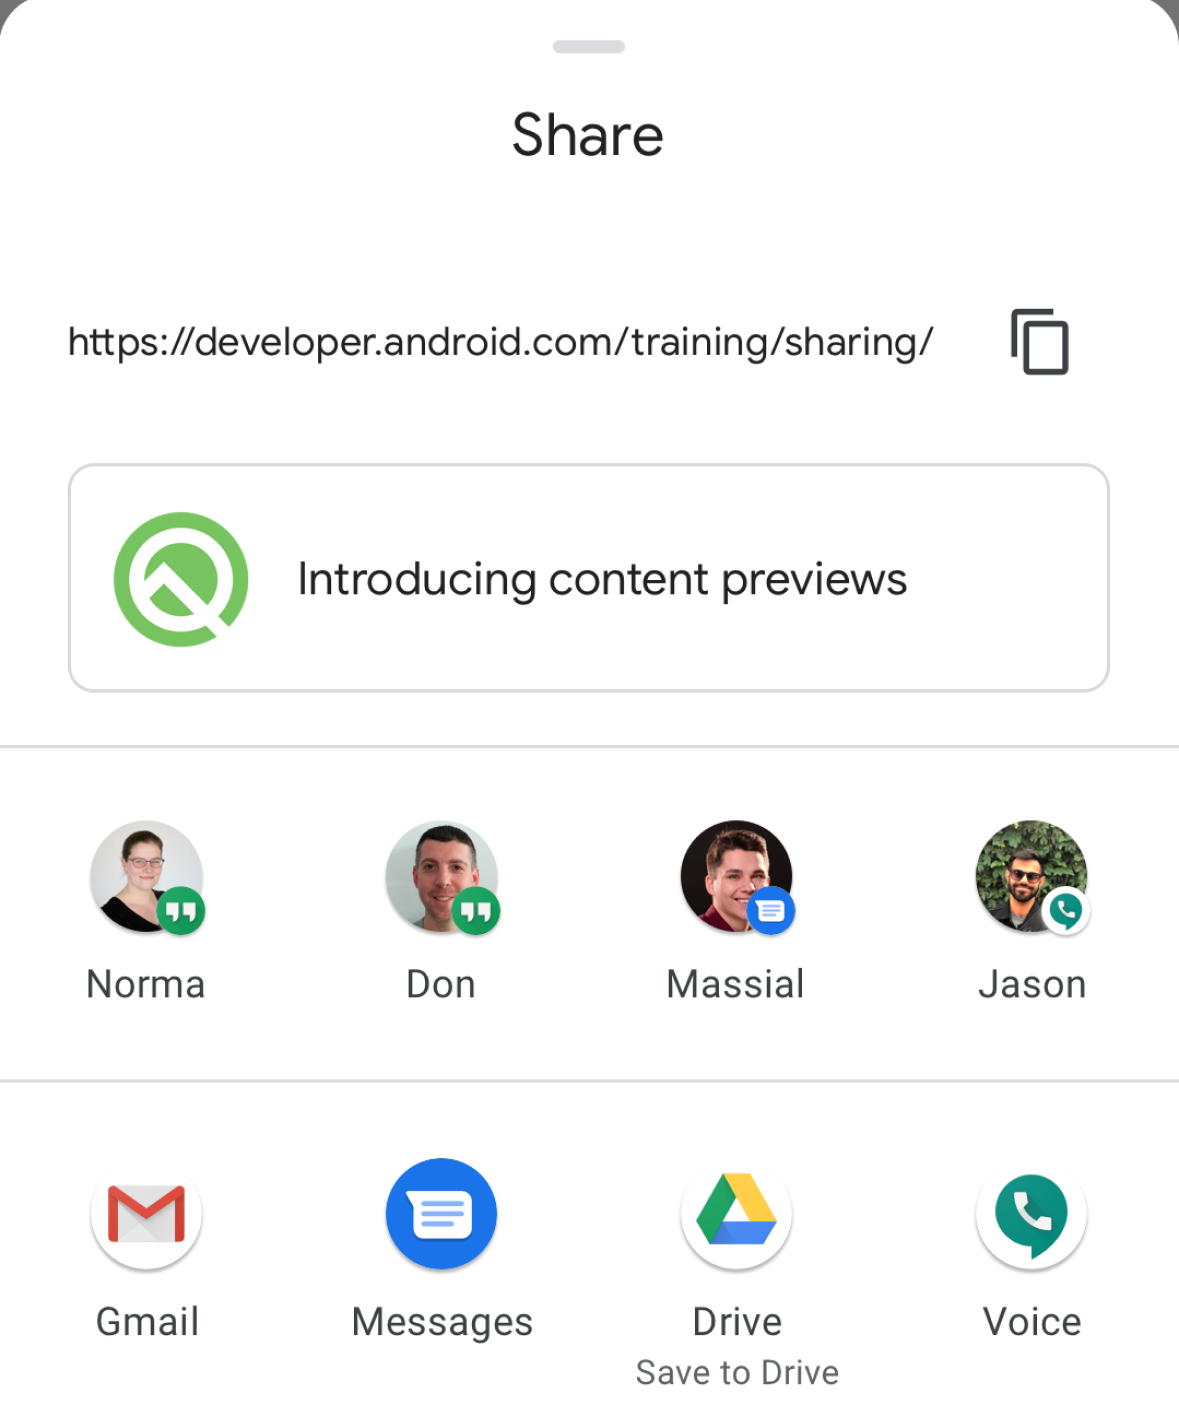 Share
https://developer.android.com/training/sharing/
Introducing content previews
Norma Don Massial Jason
Gmail Messages Drive Voice
Save to Drive